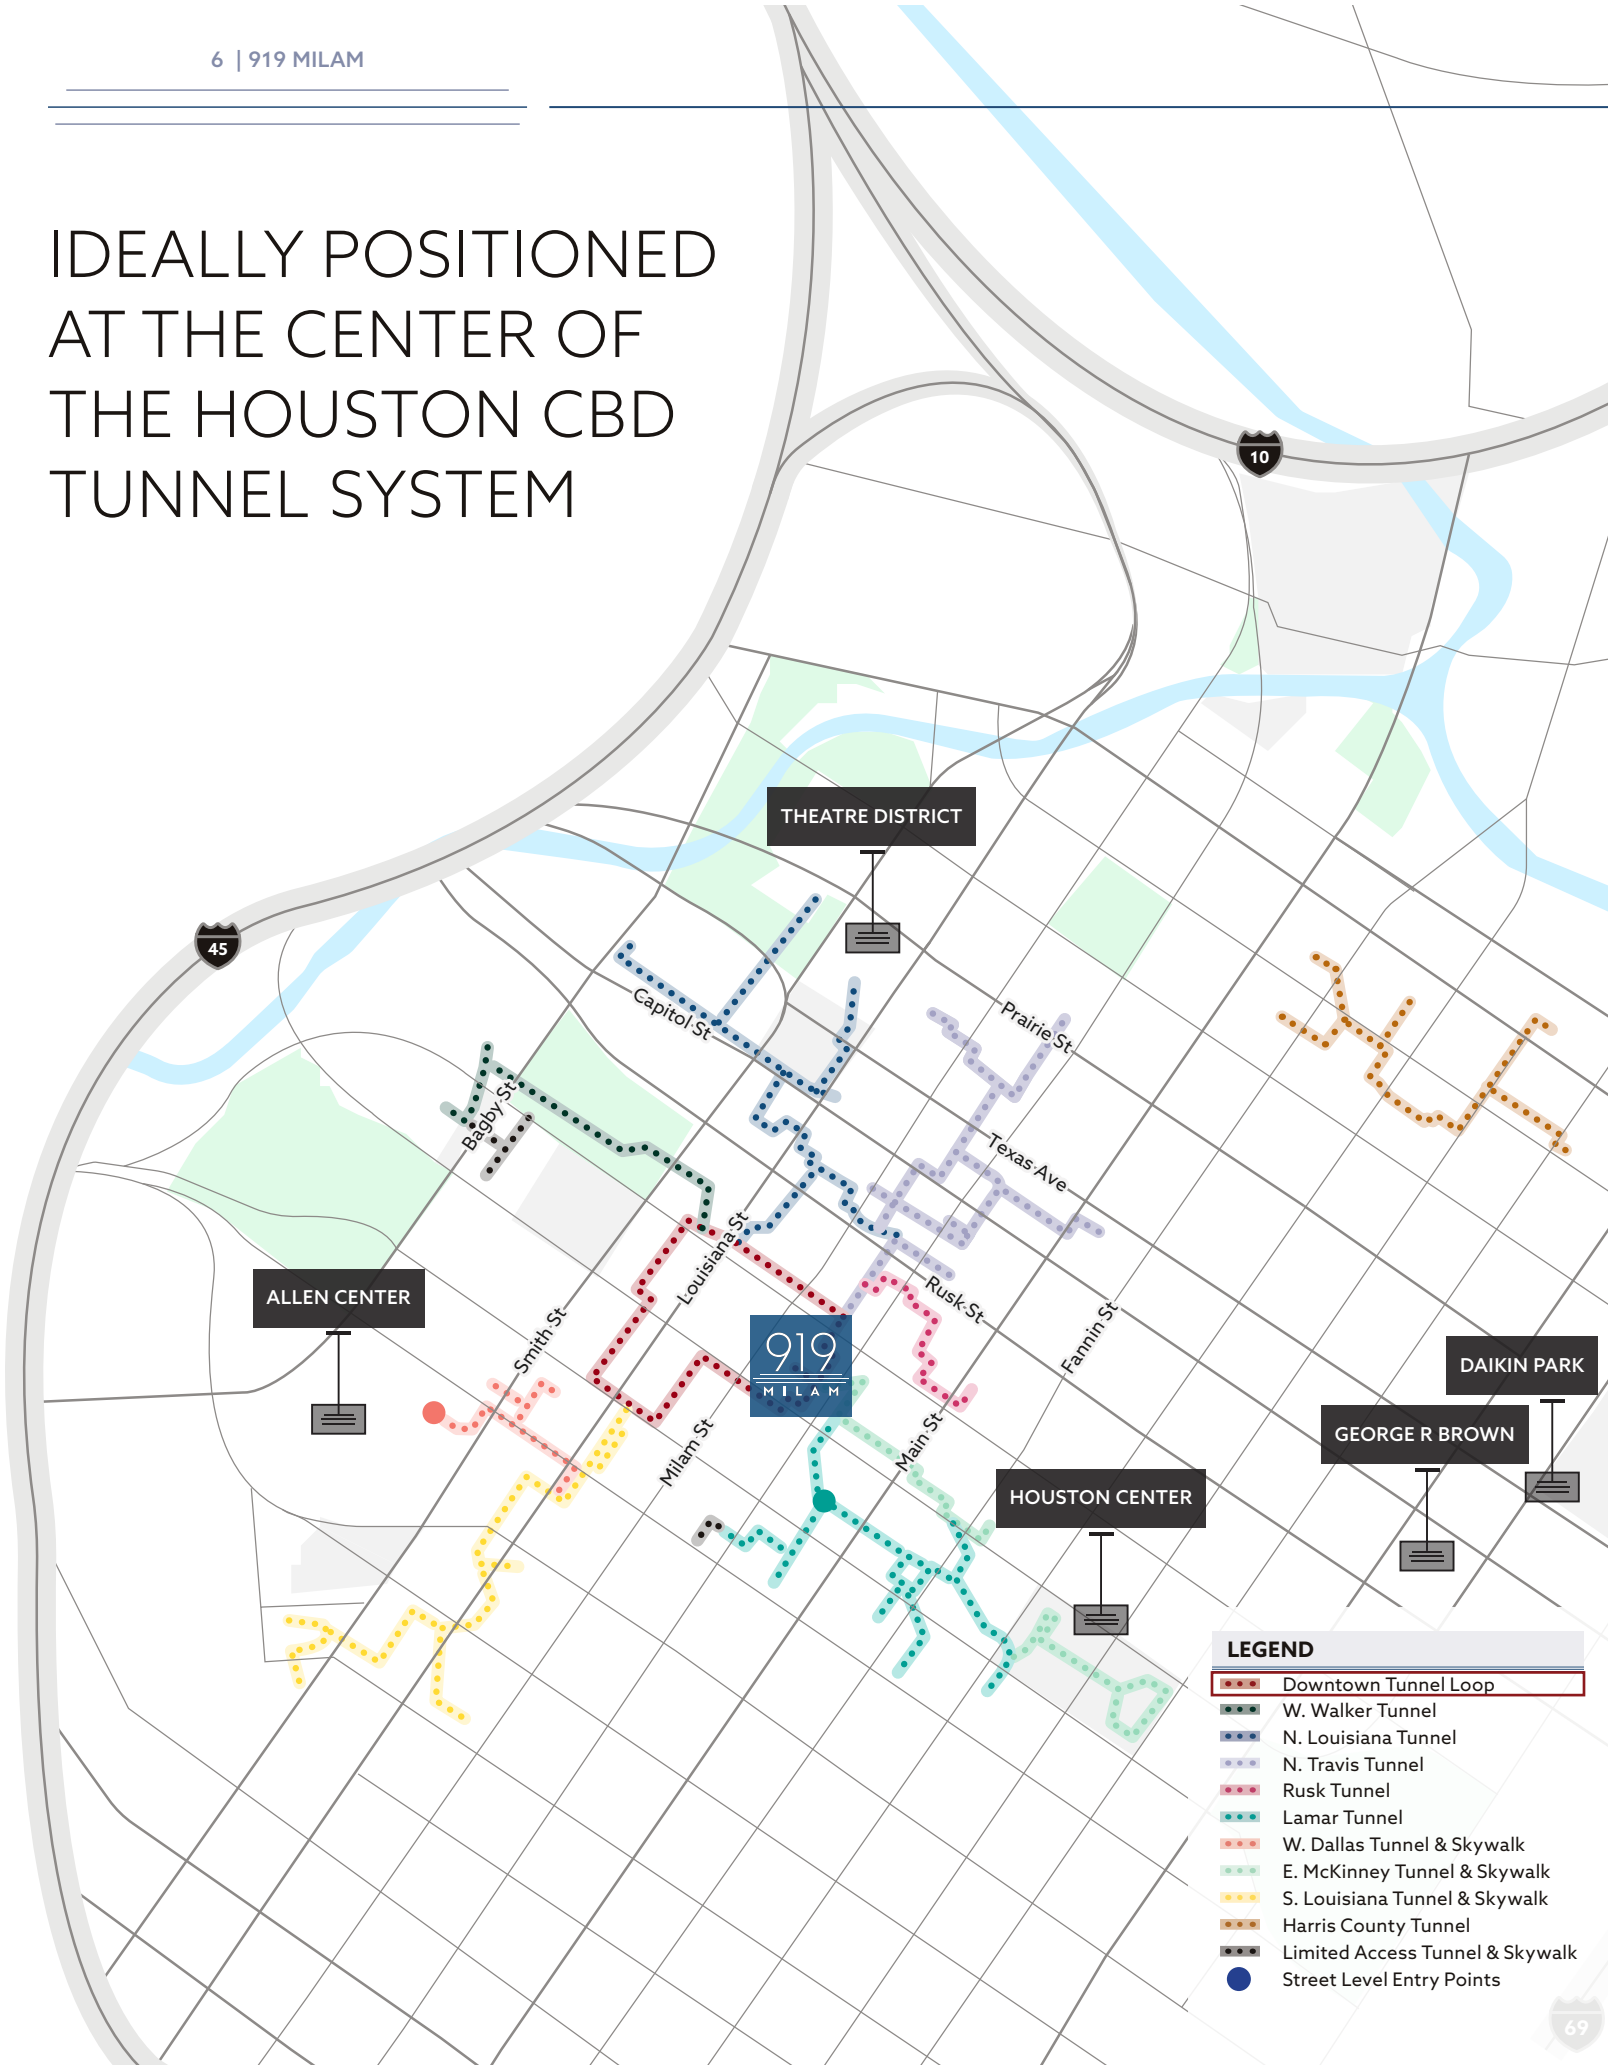 6 | 919 MILAM
IDEALLY POSITIONED
AT THE CENTER OF
THE HOUSTON CBD
TUNNEL SYSTEM
10
THEATRE DISTRICT
45
Capitol St
Prairie St
Bagby St
Texas Ave
Louisiana St
ALLEN CENTER
Rusk St
Smith St
Fannin St
919
MILAM
DAIKIN PARK
Milam St
Main St
GEORGE R BROWN
HOUSTON CENTER
LEGEND
Downtown Tunnel Loop
W. Walker Tunnel
N. Louisiana Tunnel
N. Travis Tunnel
Rusk Tunnel
Lamar Tunnel
W. Dallas Tunnel & Skywalk
E. McKinney Tunnel & Skywalk
S. Louisiana Tunnel & Skywalk
Harris County Tunnel
Limited Access Tunnel & Skywalk
Street Level Entry Points
69